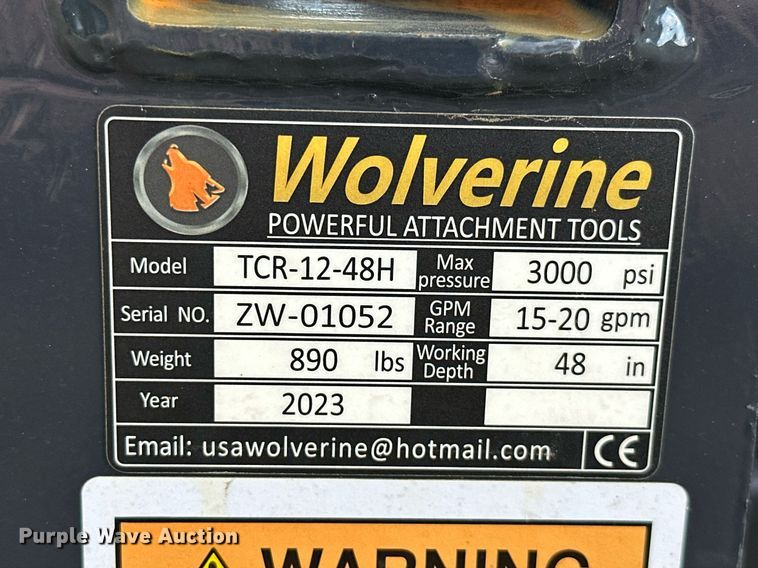 Wolverine
POWERFUL ATTACHMENT TOOLS
Model TCR-12-48H Max pressure 3000 psi
Serial NO. ZW-01052 GPM Range 15-20 gpm
Weight 890 lbs Working Depth 48 in
Year 2023
Email: usawolverine@hotmail.com CE
WARNING
Purple Wave Auction